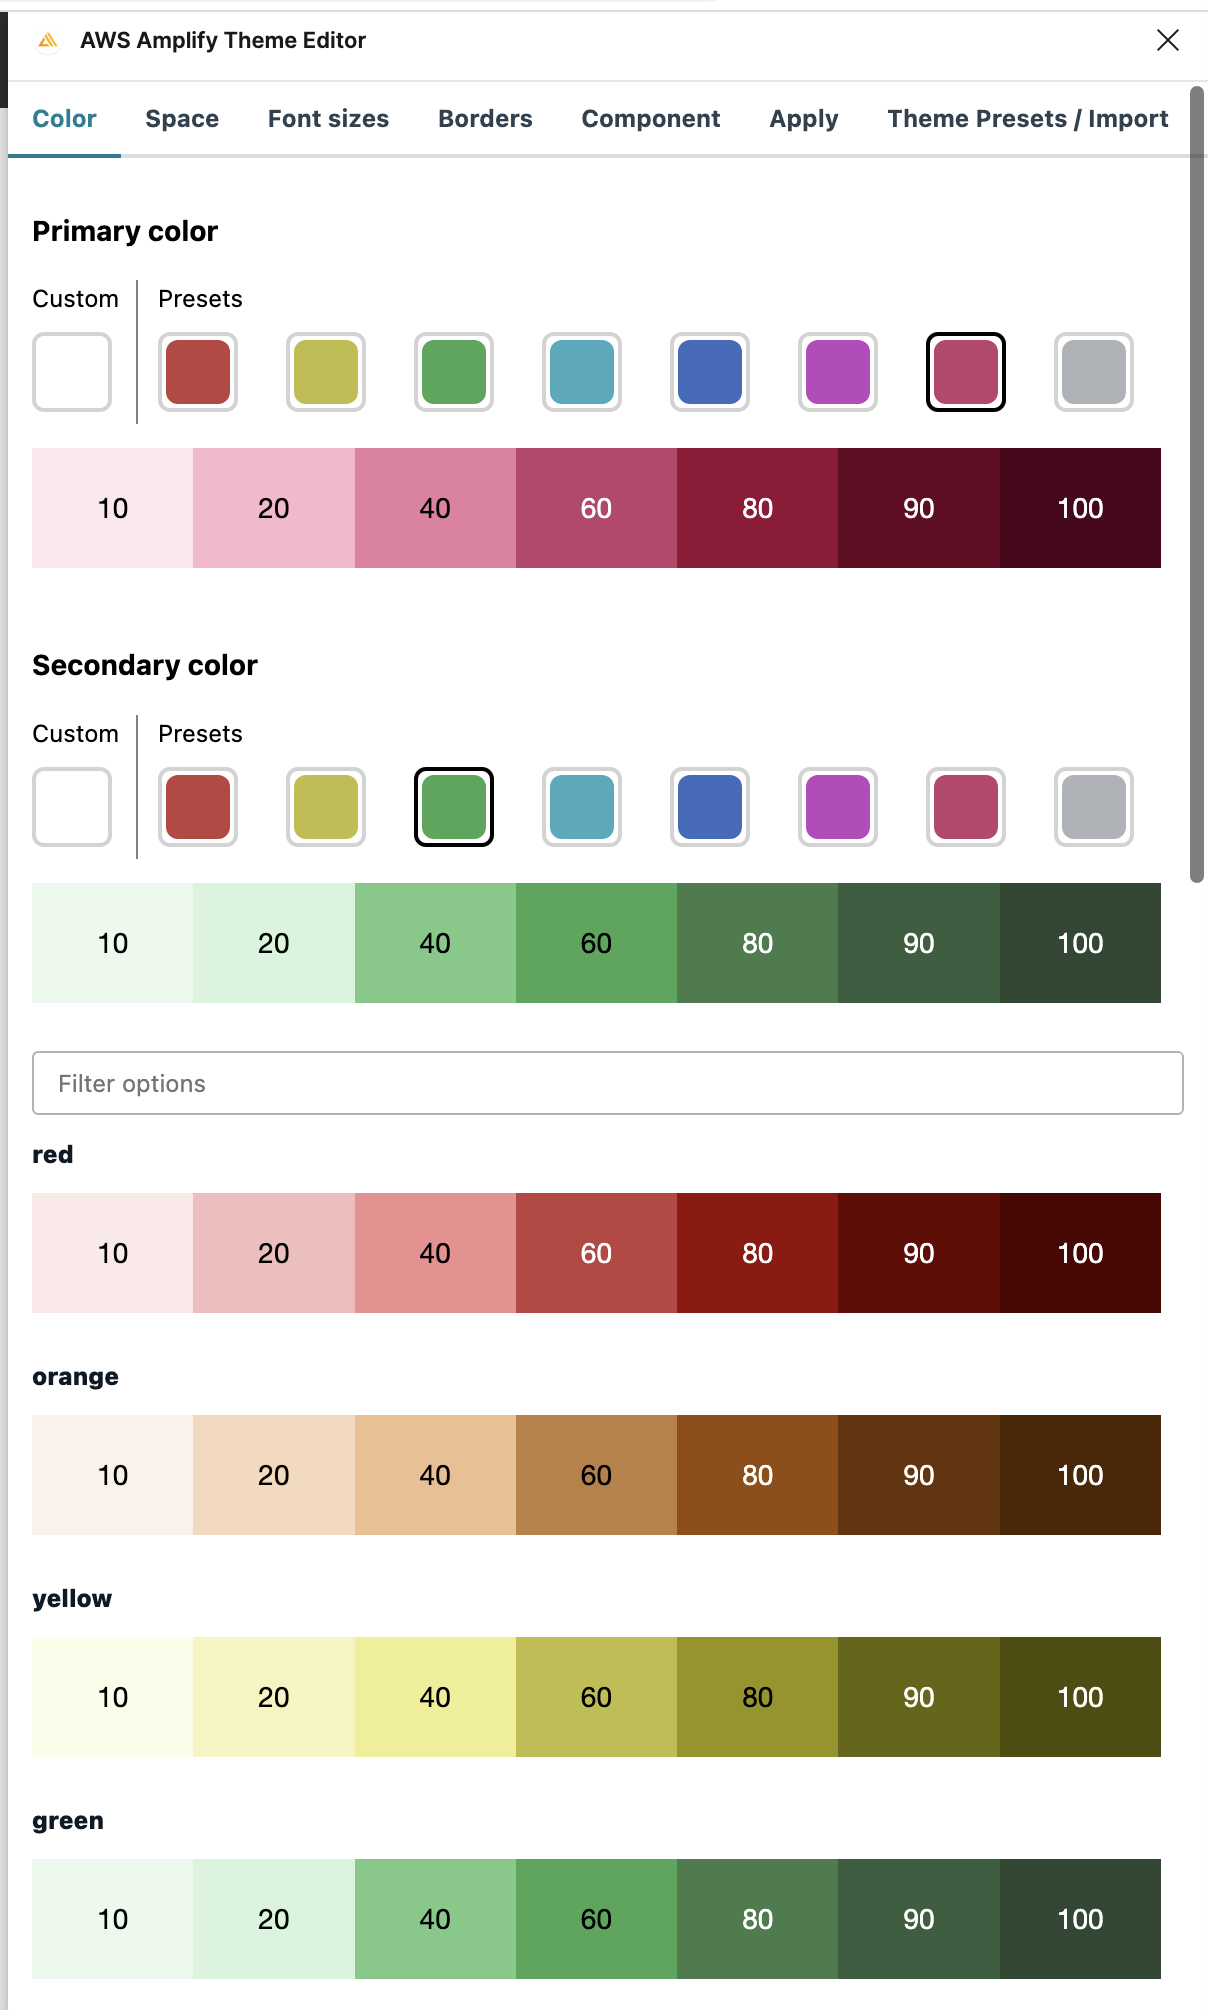 AWS Amplify Theme Editor
Color Space Font sizes Borders Component Apply Theme Presets / Import
Primary color
Custom Presets
10 20 40 60 80 90 100
Secondary color
Custom Presets
10 20 40 60 80 90 100
Filter options
red
10 20 40 60 80 90 100
orange
10 20 40 60 80 90 100
yellow
10 20 40 60 80 90 100
green
10 20 40 60 80 90 100